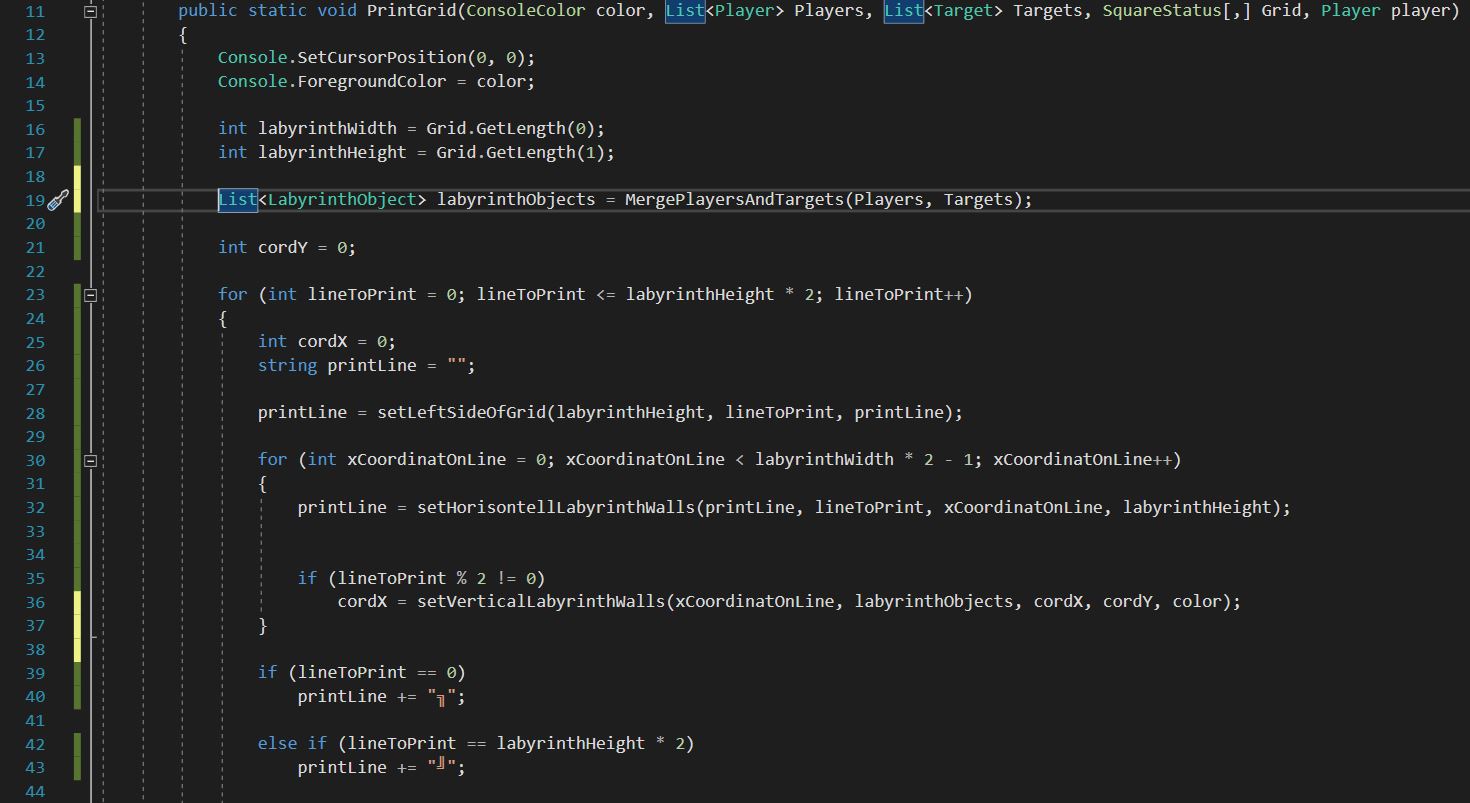 11 public static void PrintGrid(ConsoleColor color, List<Player> Players, List<Target> Targets, SquareStatus[,] Grid, Player player)
12 {
13 Console.SetCursorPosition(0, 0);
14 Console.ForegroundColor = color;
15
16 int labyrinthWidth = Grid.GetLength(0);
17 int labyrinthHeight = Grid.GetLength(1);
18
19 List<LabyrinthObject> labyrinthObjects = MergePlayersAndTargets(Players, Targets);
20
21 int cordY = 0;
22
23 for (int lineToPrint = 0; lineToPrint <= labyrinthHeight * 2; lineToPrint++)
24 {
25 int cordX = 0;
26 string printLine = "";
27
28 printLine = setLeftSideOfGrid(labyrinthHeight, lineToPrint, printLine);
29
30 for (int xCoordinatOnLine = 0; xCoordinatOnLine < labyrinthWidth * 2 - 1; xCoordinatOnLine++)
31 {
32 printLine = setHorisontellLabyrinthWalls(printLine, lineToPrint, xCoordinatOnLine, labyrinthHeight);
33
34
35 if (lineToPrint % 2 != 0)
36 cordX = setVerticalLabyrinthWalls(xCoordinatOnLine, labyrinthObjects, cordX, cordY, color);
37 }
38
39 if (lineToPrint == 0)
40 printLine += "╗";
41
42 else if (lineToPrint == labyrinthHeight * 2)
43 printLine += "╝";
44